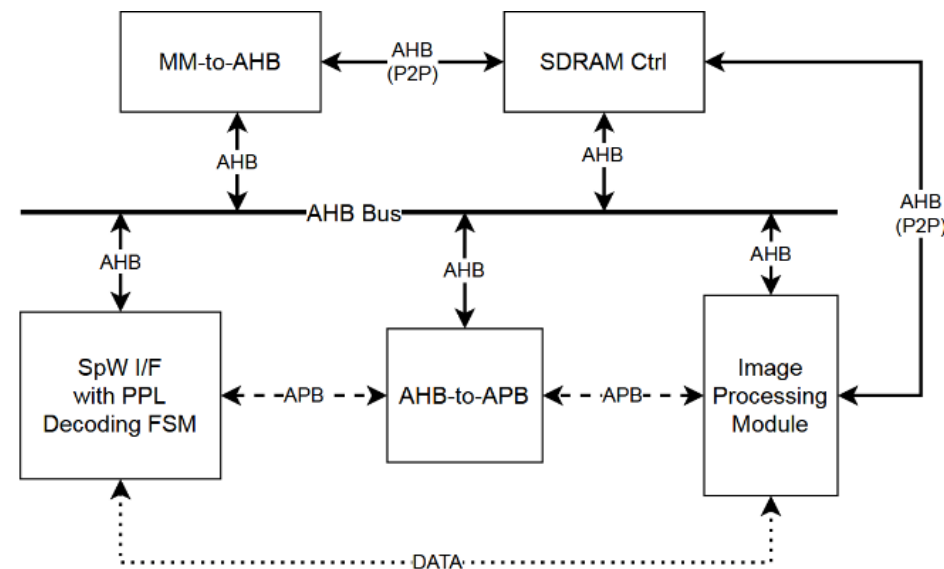 MM-to-AHB
AHB
(P2P)
SDRAM Ctrl
AHB
AHB
AHB
(P2P)
AHB Bus
AHB
AHB
AHB
SpW I/F
with PPL
Decoding FSM
APB
AHB-to-APB
APB
Image
Processing
Module
DATA